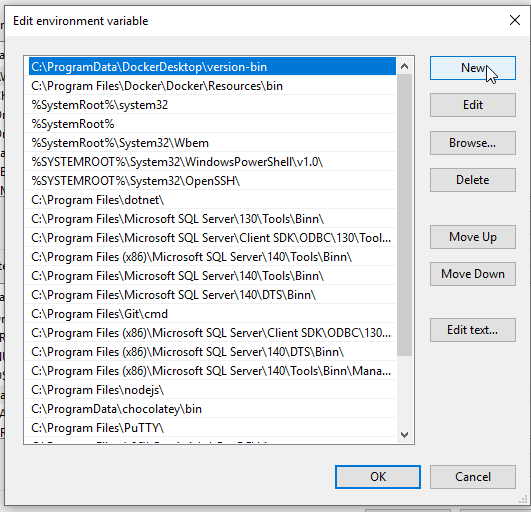 Edit environment variable
C:\ProgramData\DockerDesktop\version-bin
C:\Program Files\Docker\Docker\Resources\bin
%SystemRoot%\system32
%SystemRoot%
%SystemRoot%\System32\Wbem
%SYSTEMROOT%\System32\WindowsPowerShell\v1.0\
%SYSTEMROOT%\System32\OpenSSH\
C:\Program Files\dotnet\
C:\Program Files\Microsoft SQL Server\130\Tools\Binn\
C:\Program Files\Microsoft SQL Server\Client SDK\ODBC\130\Tool...
C:\Program Files (x86)\Microsoft SQL Server\140\Tools\Binn\
C:\Program Files\Microsoft SQL Server\140\Tools\Binn\
C:\Program Files\Microsoft SQL Server\140\DTS\Binn\
C:\Program Files\Git\cmd
C:\Program Files (x86)\Microsoft SQL Server\Client SDK\ODBC\130...
C:\Program Files (x86)\Microsoft SQL Server\140\DTS\Binn\
C:\Program Files (x86)\Microsoft SQL Server\140\Tools\Binn\Mana...
C:\Program Files\nodejs\
C:\ProgramData\chocolatey\bin
C:\Program Files\PuTTY\
New
Edit
Browse...
Delete
Move Up
Move Down
Edit text...
OK
Cancel